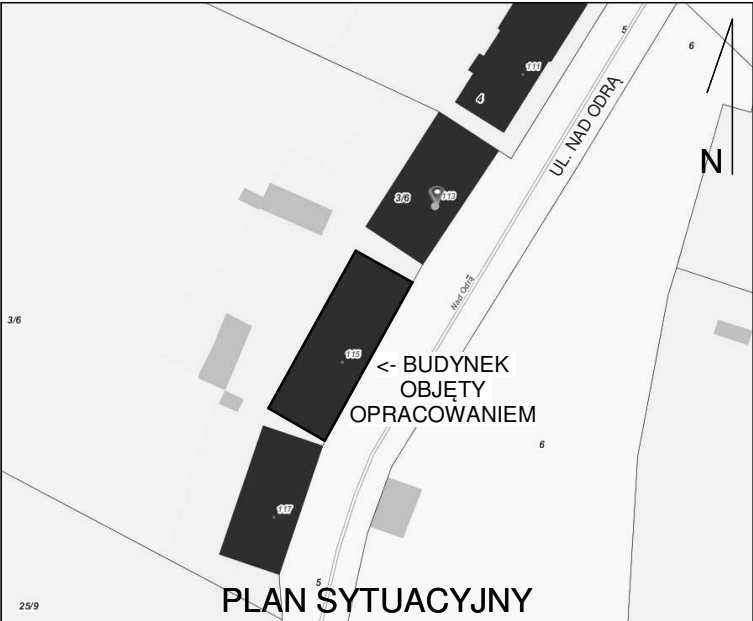 5
6
111
4
UL. NAD ODRĄ
N
3/6
113
Nad Odrą
3/6
115
<- BUDYNEK
OBJĘTY
OPRACOWANIEM
6
117
5
PLAN SYTUACYJNY
25/9